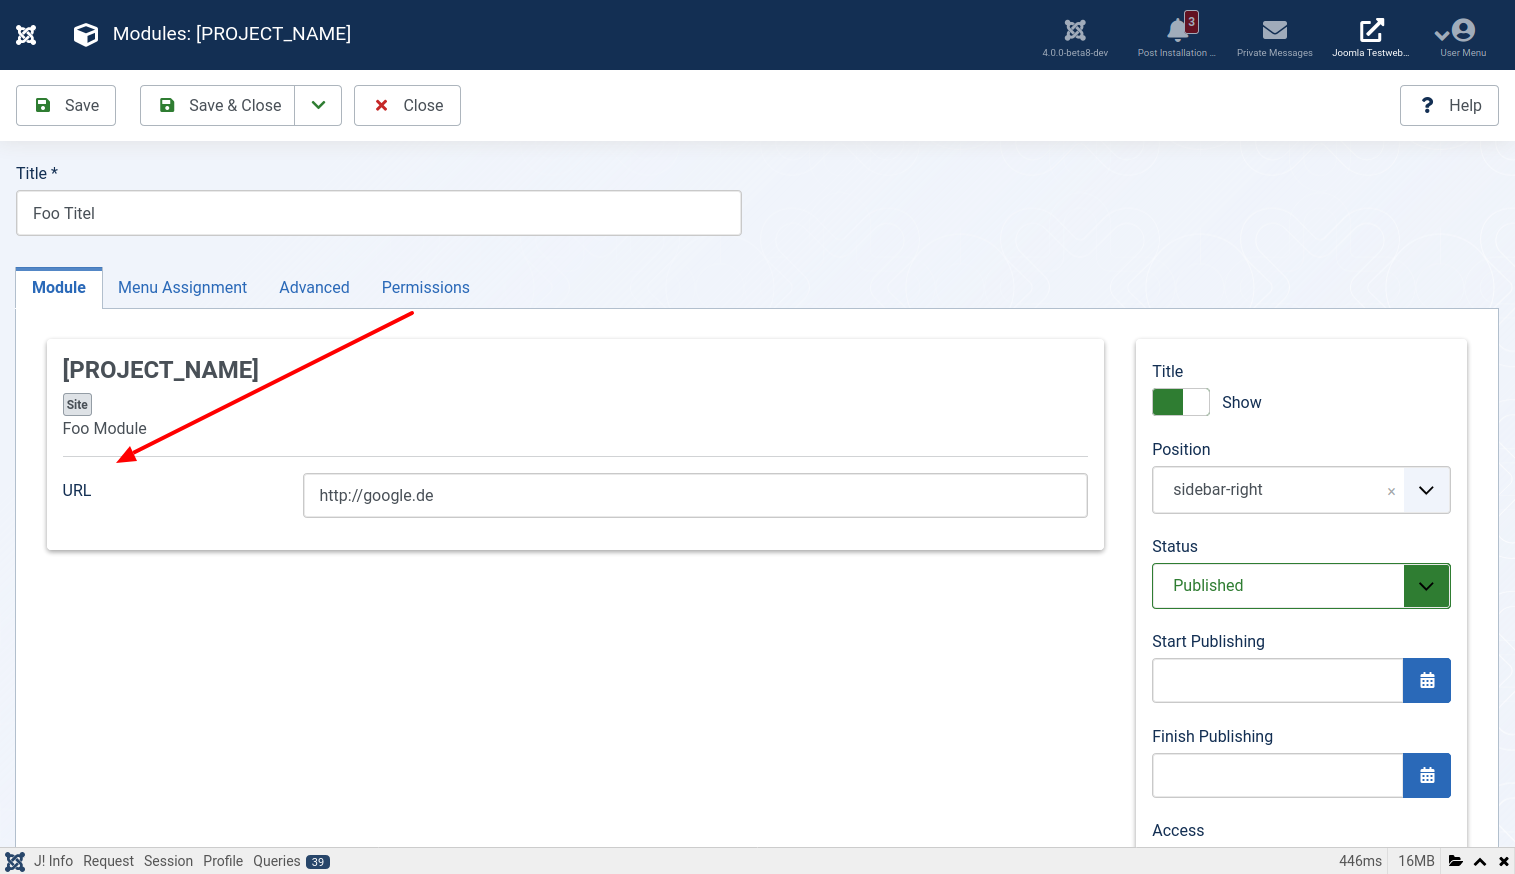 Modules: [PROJECT_NAME]
4.0.0-beta8-dev
3
Post Installation ...
Private Messages
Joomla Testweb...
User Menu
Save
Save & Close
Close
? Help
Title *
Foo Titel
Module
Menu Assignment
Advanced
Permissions
[PROJECT_NAME]
Site
Foo Module
URL
http://google.de
Title
Show
Position
sidebar-right ×
Status
Published
Start Publishing
Finish Publishing
Access
J! Info Request Session Profile Queries 39
446ms 16MB